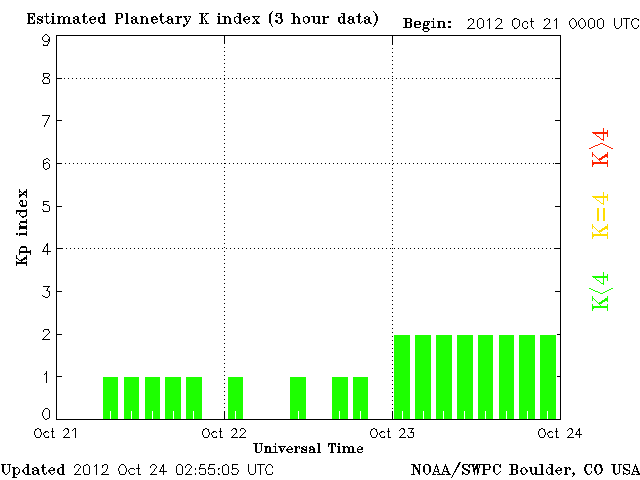 Estimated Planetary K index (3 hour data) Begin: 2012 Oct 21 0000 UTC
9
8
7
6
5
4
3
2
1
0
Kp index
K>4
K=4
K<4
Oct 21 Oct 22 Oct 23 Oct 24
Universal Time
Updated 2012 Oct 24 02:55:05 UTC NOAA/SWPC Boulder, CO USA